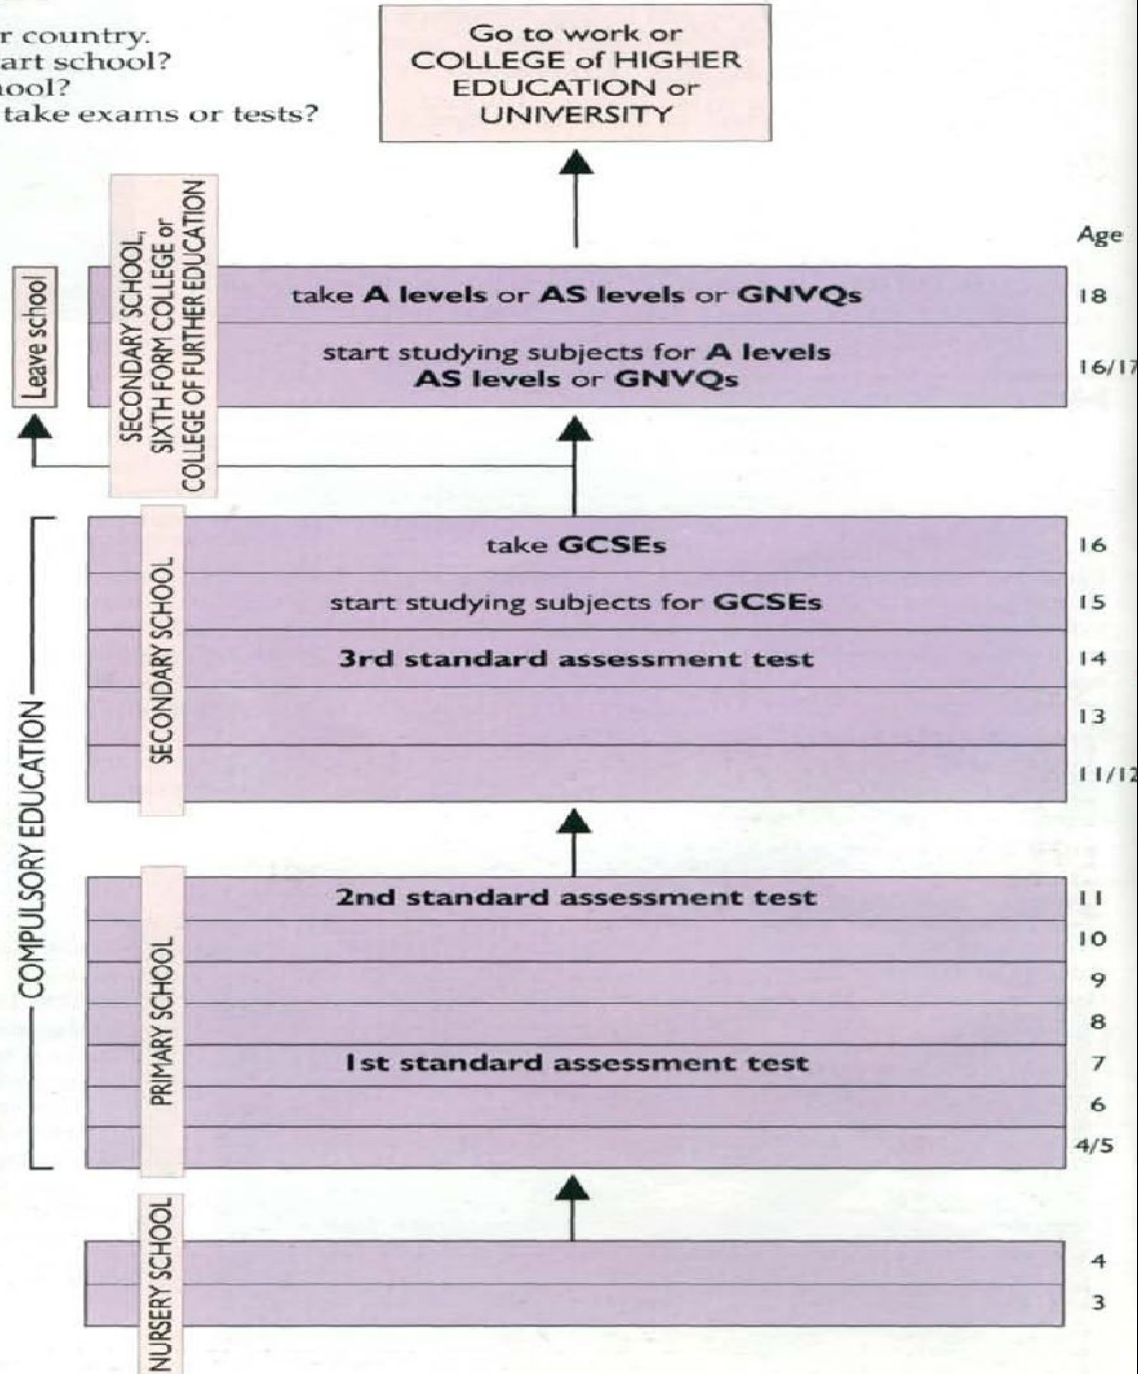 r country.
art school?
ool?
take exams or tests?
Go to work or
COLLEGE of HIGHER
EDUCATION or
UNIVERSITY
Age
Leave school
SECONDARY SCHOOL,
SIXTH FORM COLLEGE or
COLLEGE OF FURTHER EDUCATION
take A levels or AS levels or GNVQs
18
start studying subjects for A levels
AS levels or GNVQs
16/17
COMPULSORY EDUCATION
SECONDARY SCHOOL
take GCSEs
16
start studying subjects for GCSEs
15
3rd standard assessment test
14
13
11/12
PRIMARY SCHOOL
2nd standard assessment test
11
10
9
8
1st standard assessment test
7
6
4/5
NURSERY SCHOOL
4
3